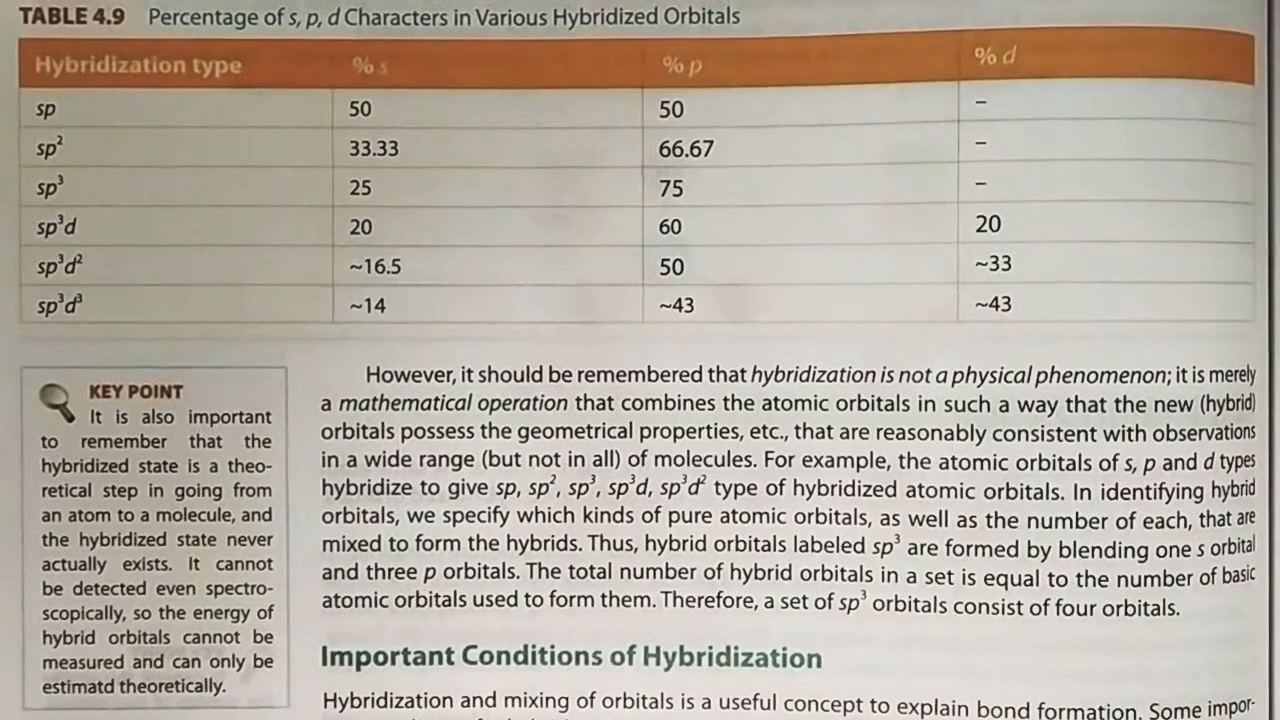 TABLE 4.9 Percentage of s, p, d Characters in Various Hybridized Orbitals
Hybridization type % s % p % d
sp 50 50 –
sp² 33.33 66.67 –
sp³ 25 75 –
sp³d 20 60 20
sp³d² ~16.5 50 ~33
sp³d³ ~14 ~43 ~43
KEY POINT
It is also important
to remember that the
hybridized state is a theo-
retical step in going from
an atom to a molecule, and
the hybridized state never
actually exists. It cannot
be detected even spectro-
scopically, so the energy of
hybrid orbitals cannot be
measured and can only be
estimatd theoretically.
However, it should be remembered that hybridization is not a physical phenomenon; it is merely
a mathematical operation that combines the atomic orbitals in such a way that the new (hybrid)
orbitals possess the geometrical properties, etc., that are reasonably consistent with observations
in a wide range (but not in all) of molecules. For example, the atomic orbitals of s, p and d types
hybridize to give sp, sp², sp³, sp³d, sp³d² type of hybridized atomic orbitals. In identifying hybrid
orbitals, we specify which kinds of pure atomic orbitals, as well as the number of each, that are
mixed to form the hybrids. Thus, hybrid orbitals labeled sp³ are formed by blending one s orbital
and three p orbitals. The total number of hybrid orbitals in a set is equal to the number of basic
atomic orbitals used to form them. Therefore, a set of sp³ orbitals consist of four orbitals.
Important Conditions of Hybridization
Hybridization and mixing of orbitals is a useful concept to explain bond formation. Some impor-